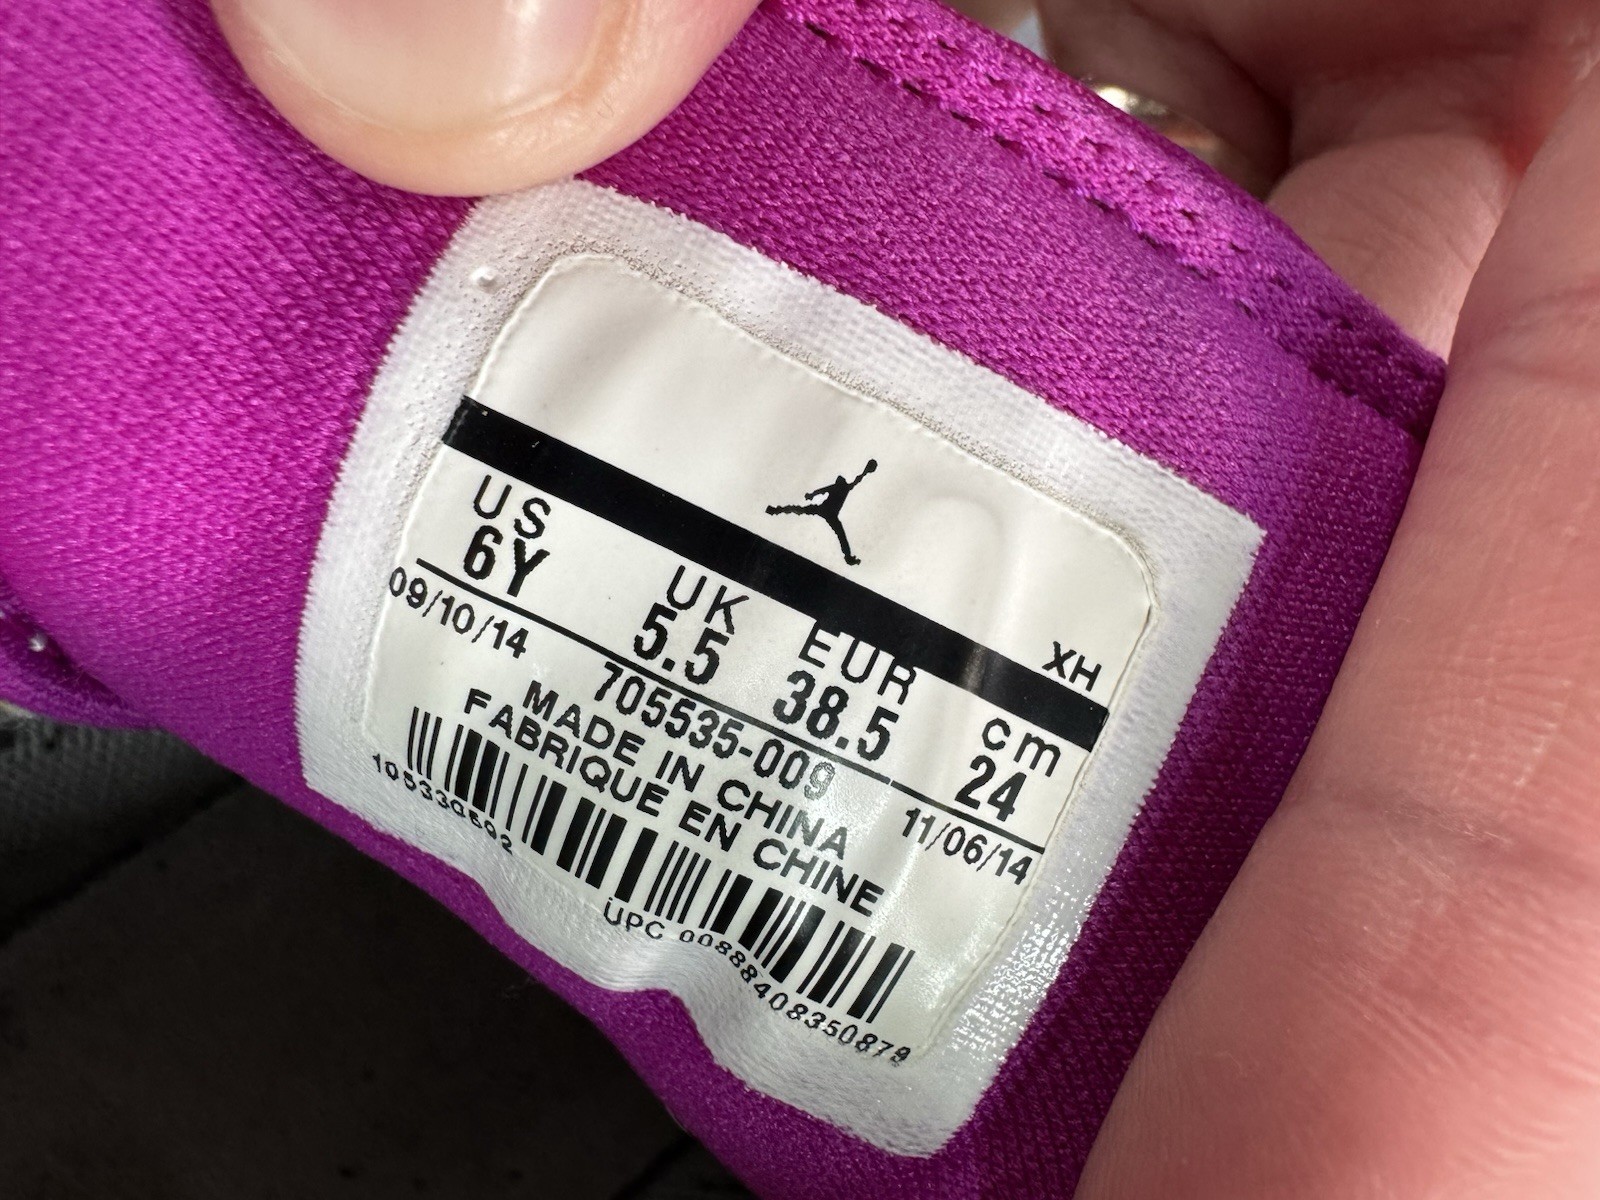 XH
US UK EUR cm
6Y 5.5 38.5 24
09/10/14 705535-009 11/06/14
MADE IN CHINA
FABRIQUE EN CHINE
UPC 00888408350879